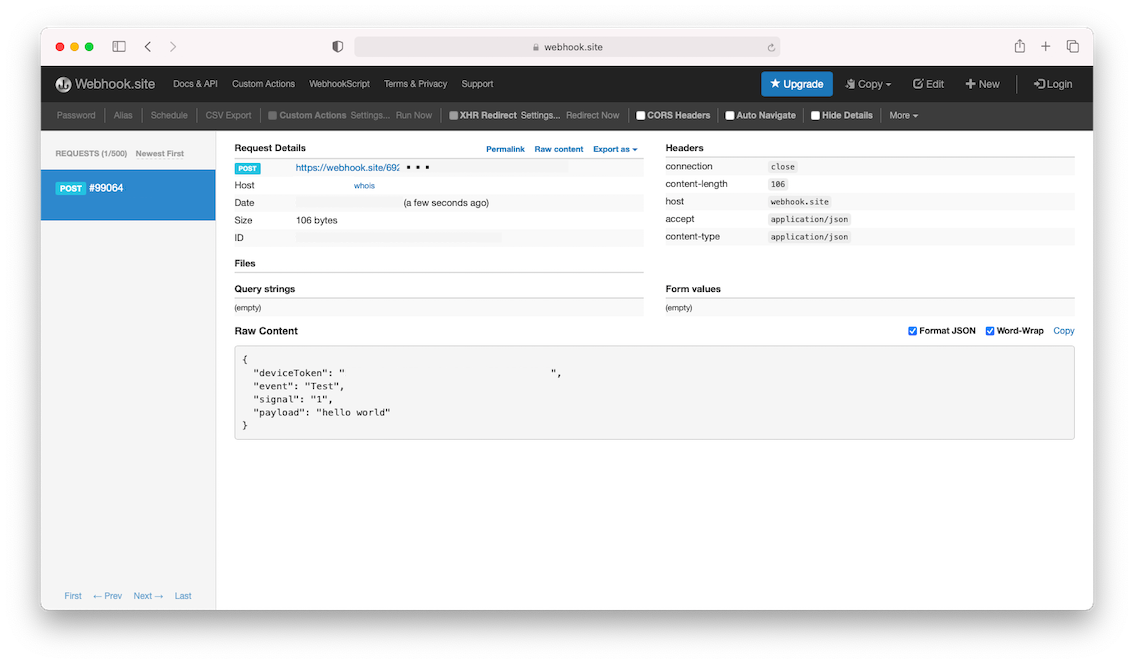 webhook.site
Webhook.site Docs & API Custom Actions WebhookScript Terms & Privacy Support Upgrade Copy Edit New Login
Password Alias Schedule CSV Export Custom Actions Settings... Run Now XHR Redirect Settings... Redirect Now CORS Headers Auto Navigate Hide Details More
REQUESTS (1/500) Newest First
POST #99064
First ← Prev Next → Last
Request Details Permalink Raw content Export as
POST https://webhook.site/692
Host whois
Date (a few seconds ago)
Size 106 bytes
ID
Files
Query strings
(empty)
Headers
connection close
content-length 106
host webhook.site
accept application/json
content-type application/json
Form values
(empty)
Raw Content Format JSON Word-Wrap Copy
{
"deviceToken": " ",
"event": "Test",
"signal": "1",
"payload": "hello world"
}